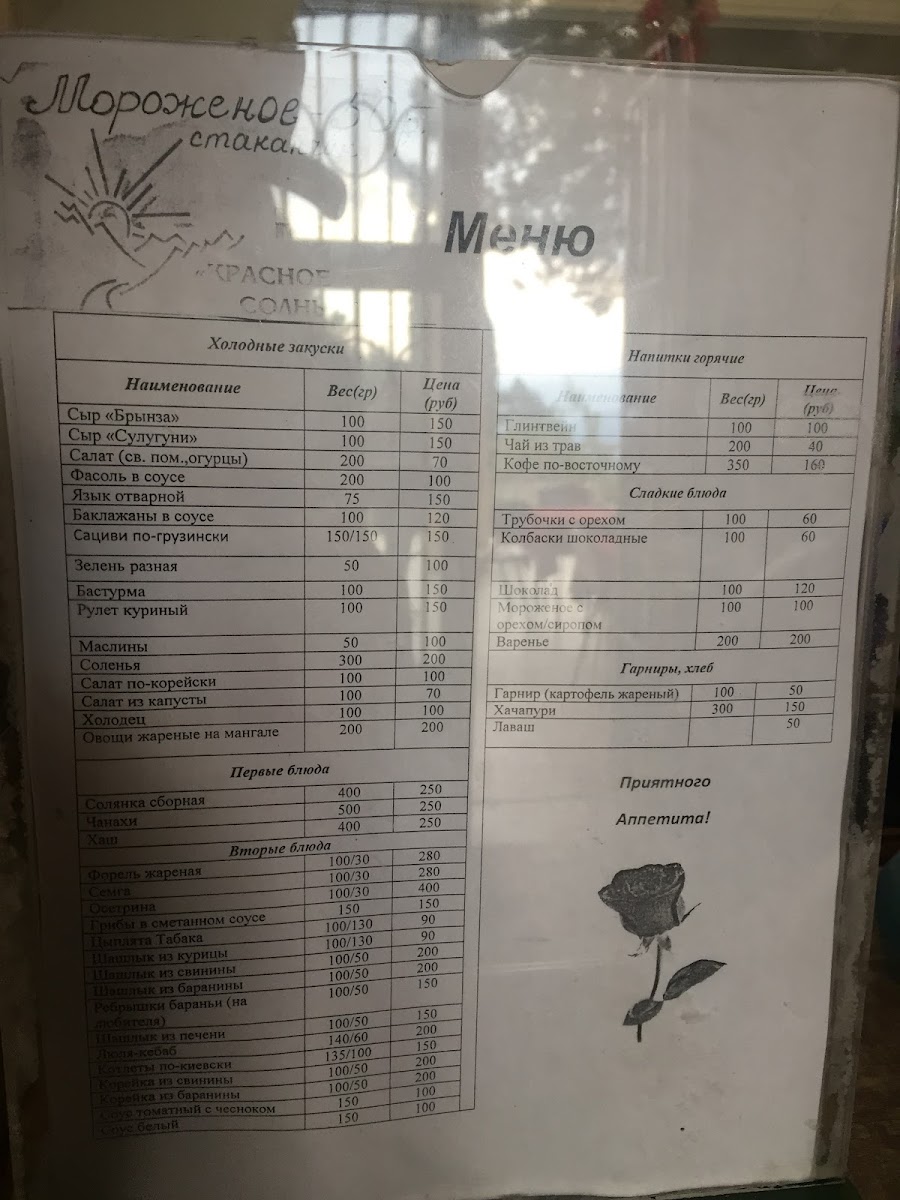 Мороженое - 50
стакан
«КРАСНОЕ
СОЛНЫ
Меню
Холодные закуски
Наименование Вес(гр) Цена (руб)
Сыр «Брынза» 100 150
Сыр «Сулугуни» 100 150
Салат (св. пом.,огурцы) 200 70
Фасоль в соусе 200 100
Язык отварной 75 150
Баклажаны в соусе 100 120
Сациви по-грузински 150/150 150
Зелень разная 50 100
Бастурма 100 150
Рулет куриный 100 150
Маслины 50 100
Соленья 300 200
Салат по-корейски 100 100
Салат из капусты 100 70
Холодец 100 100
Овощи жареные на мангале 200 200
Первые блюда
Солянка сборная 400 250
Чанахи 500 250
Хаш 400 250
Вторые блюда
Форель жареная 100/30 280
Семга 100/30 280
Осетрина 100/30 400
Грибы в сметанном соусе 150 150
Цыплята Табака 100/130 90
Шашлык из курицы 100/130 90
Шашлык из свинины 100/50 200
Шашлык из баранины 100/50 200
Ребрышки бараньи (на 100/50 150
любителя)
Шашлык из печени 100/50 150
Люля-кебаб 140/60 200
Котлеты по-киевски 135/100 150
Корейка из свинины 100/50 200
Корейка из баранины 100/50 200
Соус томатный с чесноком 150 100
Соус белый 150 100
Напитки горячие
Наименование Вес(гр) Цена (руб)
Глинтвейн 100 100
Чай из трав 200 40
Кофе по-восточному 350 160
Сладкие блюда
Трубочки с орехом 100 60
Колбаски шоколадные 100 60
Шоколад 100 120
Мороженое с 100 100
орехом/сиропом
Варенье 200 200
Гарниры, хлеб
Гарнир (картофель жареный) 100 50
Хачапури 300 150
Лаваш 50
Приятного
Аппетита!